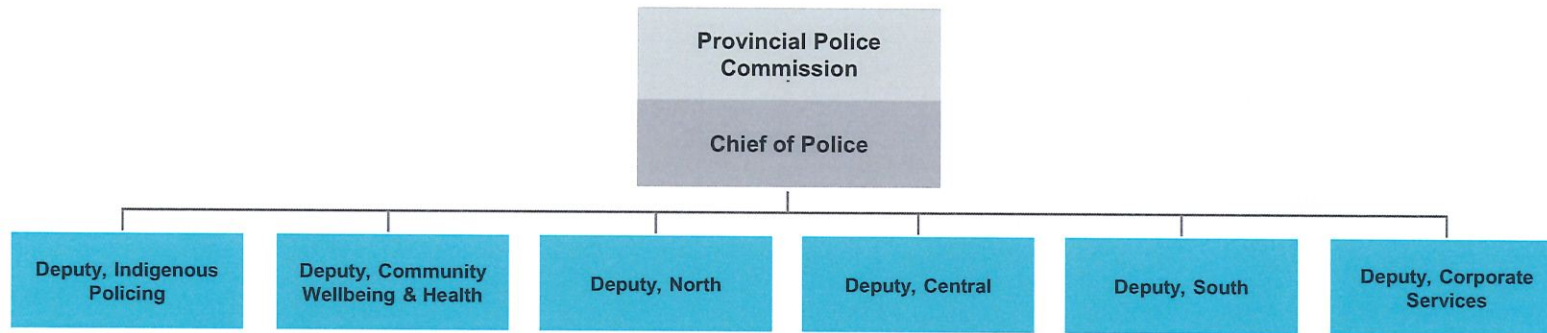 Provincial Police
Commission
Chief of Police
Deputy, Indigenous
Policing
Deputy, Community
Wellbeing & Health
Deputy, North
Deputy, Central
Deputy, South
Deputy, Corporate
Services